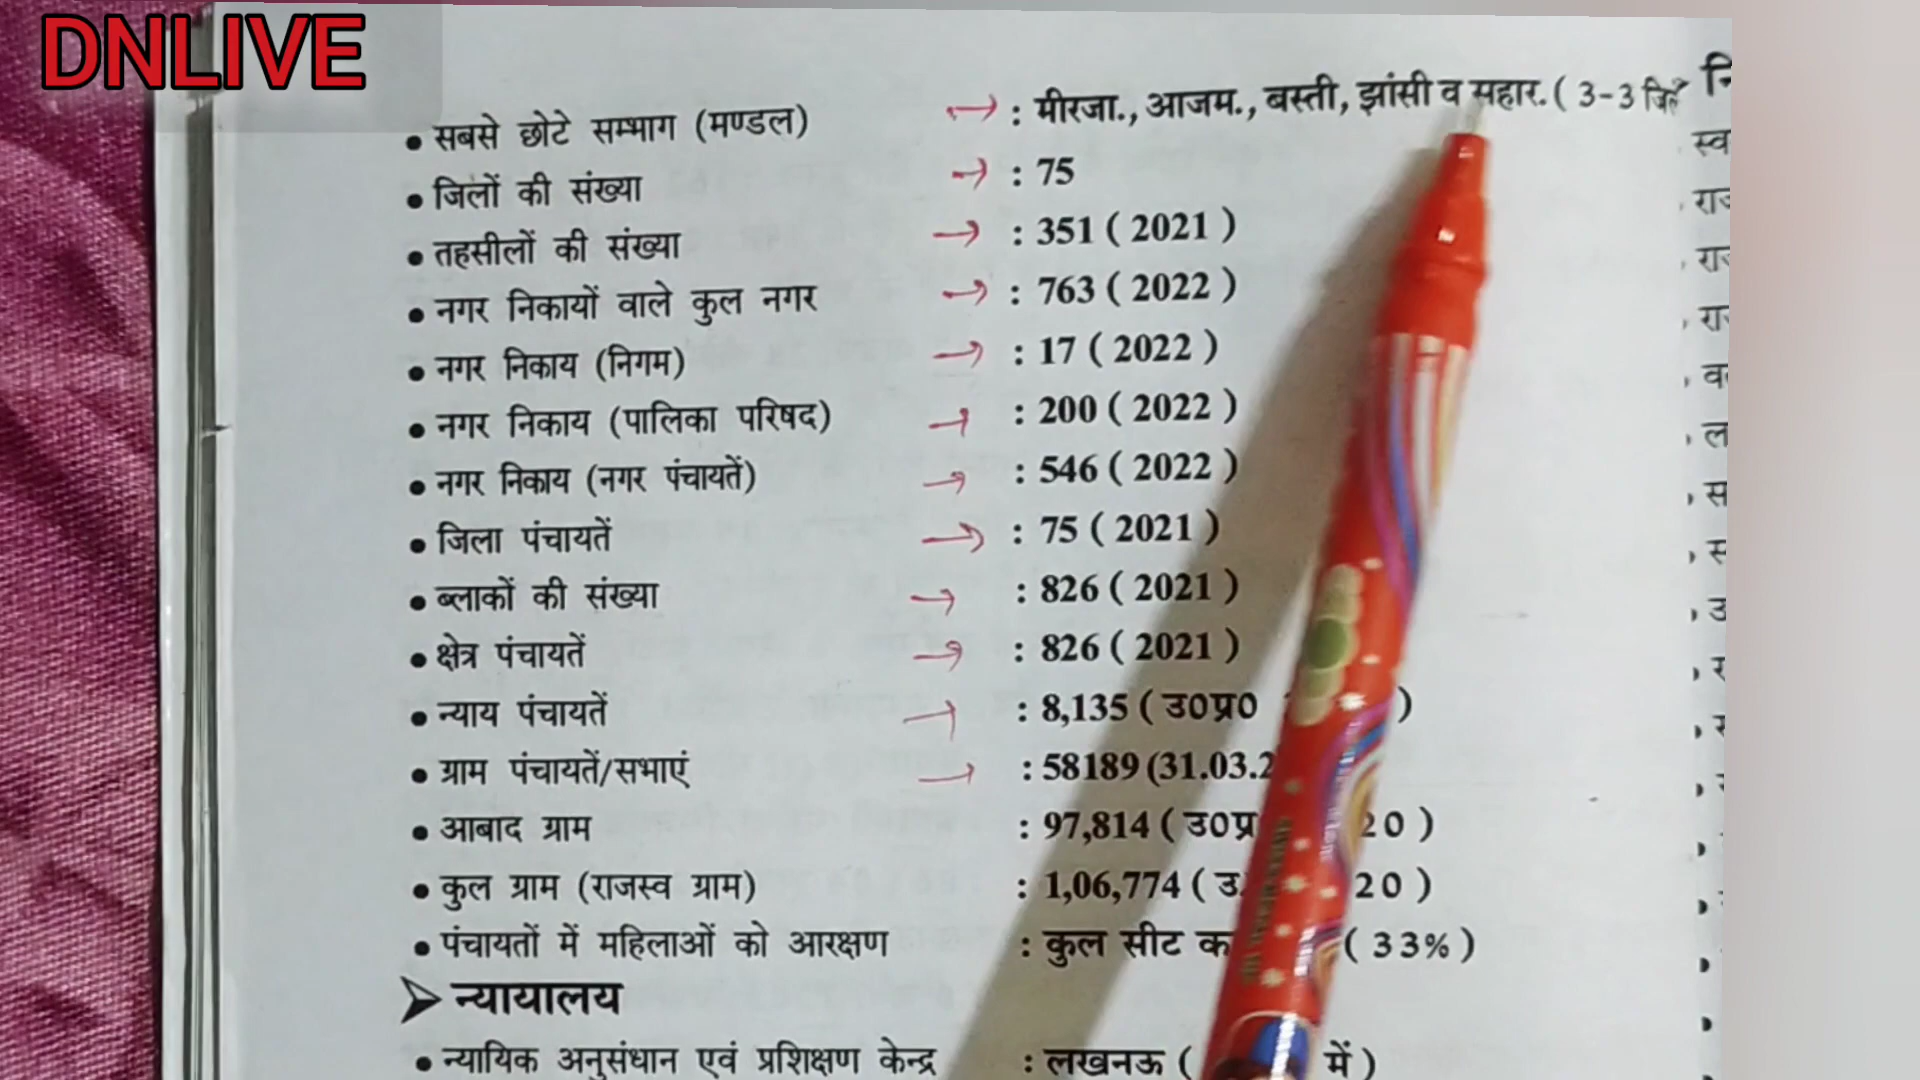 DNLIVE
• सबसे छोटे सम्भाग (मण्डल) : मीरजा., आजम., बस्ती, झांसी व सहार. ( 3-3
• जिलों की संख्या : 75
• तहसीलों की संख्या : 351 ( 2021 )
• नगर निकायों वाले कुल नगर : 763 ( 2022 )
• नगर निकाय (निगम) : 17 ( 2022 )
• नगर निकाय (पालिका परिषद) : 200 ( 2022 )
• नगर निकाय (नगर पंचायतें) : 546 ( 2022 )
• जिला पंचायतें : 75 ( 2021 )
• ब्लाकों की संख्या : 826 ( 2021 )
• क्षेत्र पंचायतें : 826 ( 2021 )
• न्याय पंचायतें : 8,135 ( उ0प्र0 )
• ग्राम पंचायतें/सभाएं : 58189 (31.03.2
• आबाद ग्राम : 97,814 ( उ0प्र 20 )
• कुल ग्राम (राजस्व ग्राम) : 1,06,774 ( उ. 20 )
• पंचायतों में महिलाओं को आरक्षण : कुल सीट ( 33% )
➤ न्यायालय
• न्यायिक अनुसंधान एवं प्रशिक्षण केन्द्र : लखनऊ ( में )